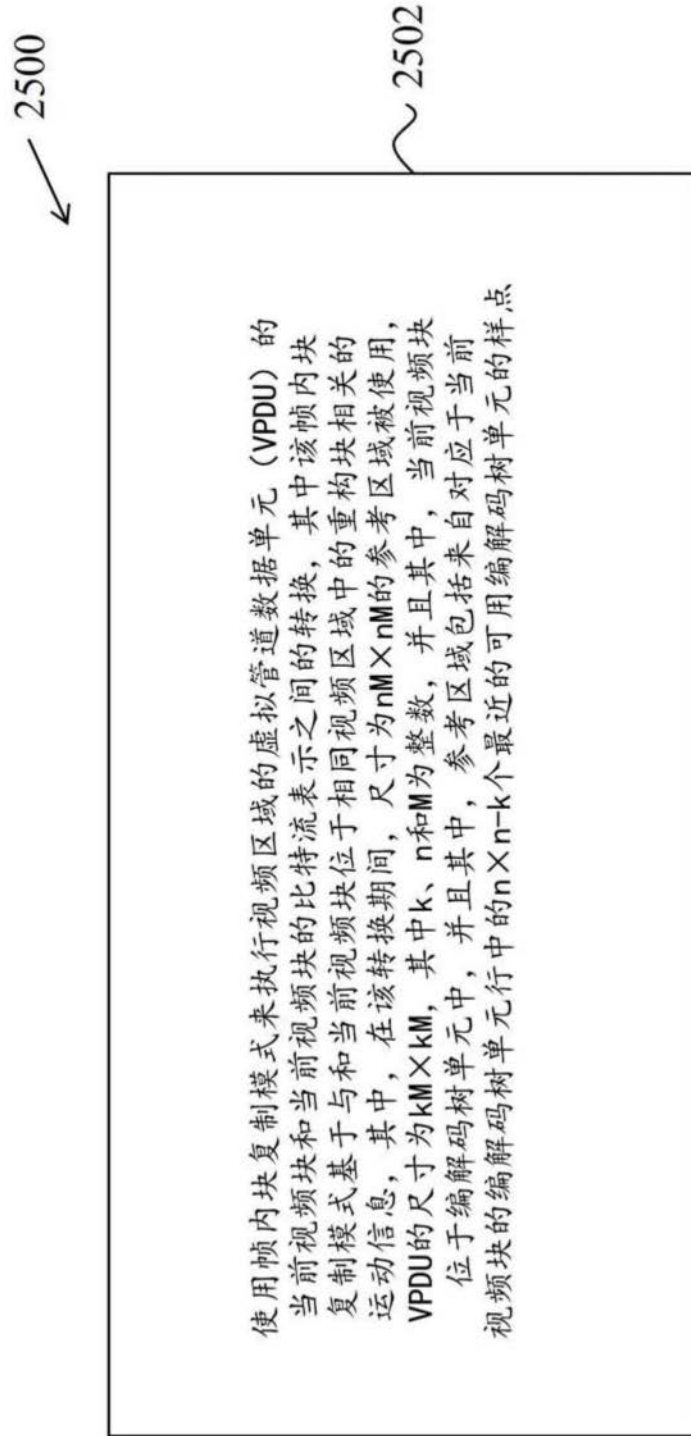 2500
2502
使用帧内块复制模式来执行视频区域的虚拟管道数据单元（VPDU）的
当前视频块和当前视频块的比特流表示之间的转换，其中该帧内块
复制模式基于与和当前视频块位于相同视频区域中的重构块相关的
运动信息，其中，在该转换期间，尺寸为nM×nM的参考区域被使用，
VPDU的尺寸为kM×kM，其中k、n和M为整数，并且其中，当前视频块
位于编解码树单元中，并且其中，参考区域包括来自对应于当前
视频块的编解码树单元行中的n×n-k个最近的可用编解码树单元的样点